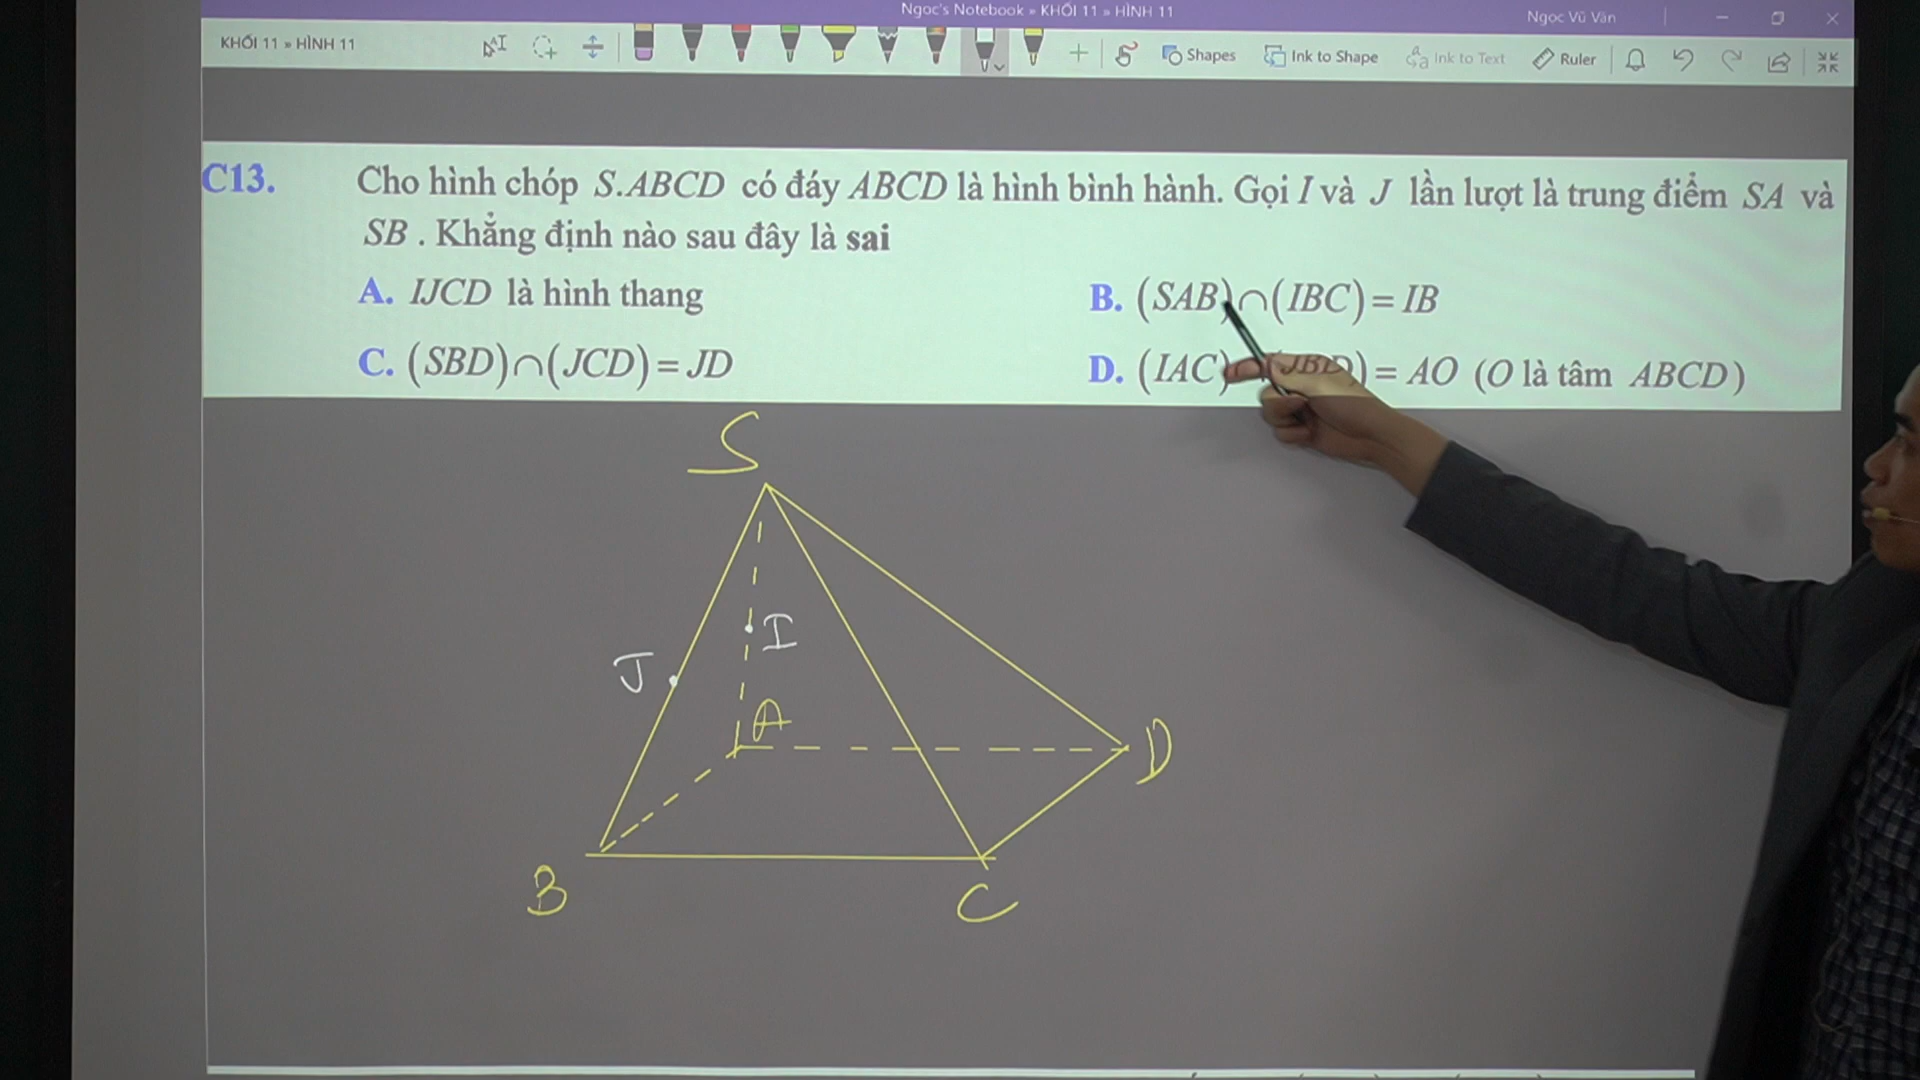 Ngoc's Notebook » KHỐI 11 » HÌNH 11
Ngoc Vũ Văn
KHỐI 11 » HÌNH 11
Shapes
Ink to Shape
Ink to Text
Ruler
C13. Cho hình chóp S.ABCD có đáy ABCD là hình bình hành. Gọi I và J lần lượt là trung điểm SA và
SB . Khẳng định nào sau đây là sai
A. IJCD là hình thang
B. (SAB)∩(IBC)= IB
C. (SBD)∩(JCD)= JD
D. (IAC)∩(JBD)= AO (O là tâm ABCD)
S
I
J
A
D
B
C